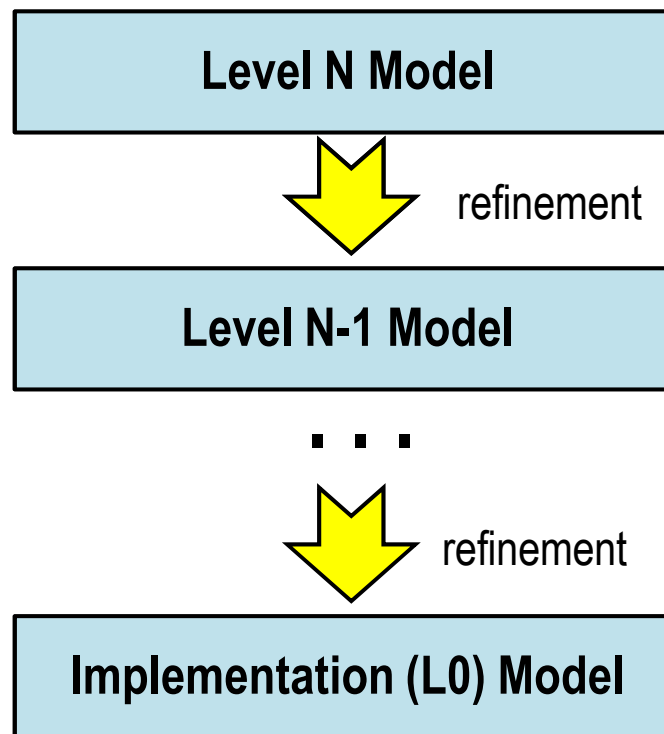 Level N Model
refinement
Level N-1 Model
. . .
refinement
Implementation (L0) Model